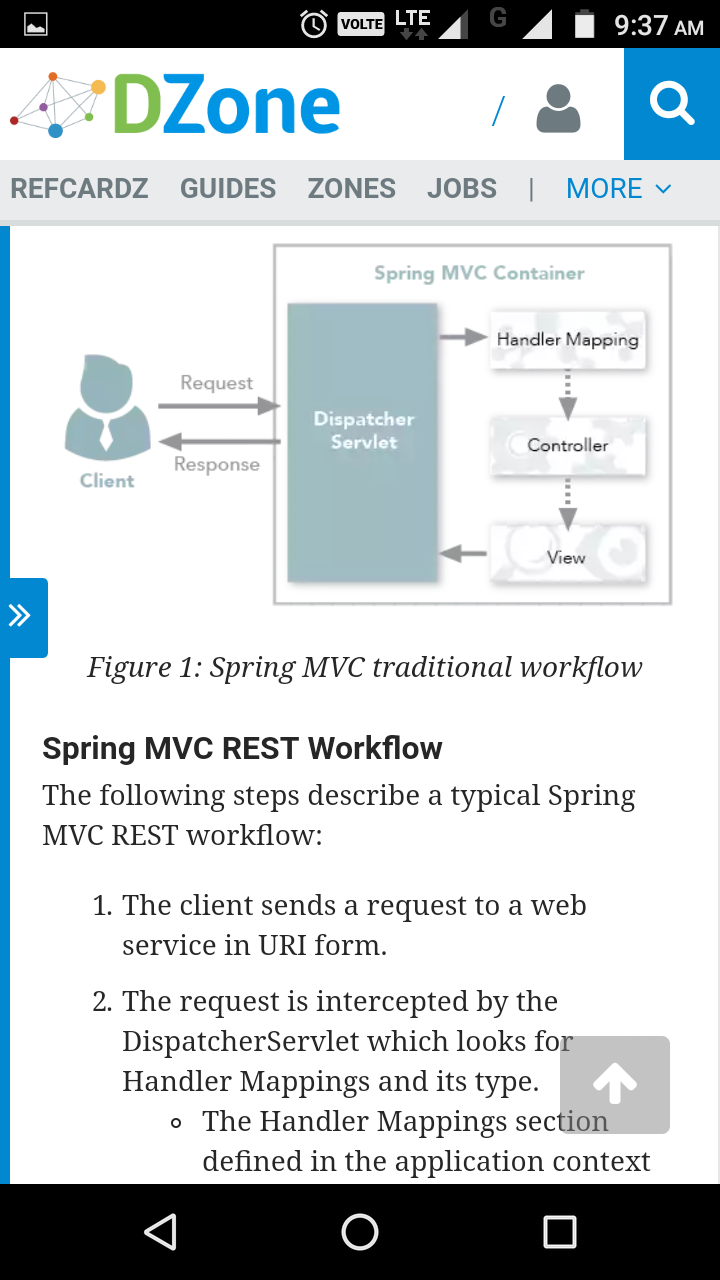 VOLTE LTE G 9:37 AM
DZone /
REFCARDZ GUIDES ZONES JOBS | MORE
Spring MVC Container
Handler Mapping
Request
Dispatcher
Servlet
Controller
Response
Client
View
Figure 1: Spring MVC traditional workflow
Spring MVC REST Workflow
The following steps describe a typical Spring
MVC REST workflow:
1. The client sends a request to a web
service in URI form.
2. The request is intercepted by the
DispatcherServlet which looks for
Handler Mappings and its type.
The Handler Mappings section
defined in the application context